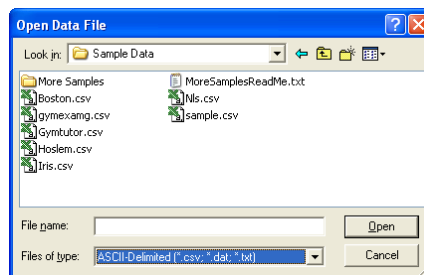 Open Data File
Look in: Sample Data
More Samples
Boston.csv
gymexamg.csv
Gymtutor.csv
Hoslem.csv
Iris.csv
MoreSamplesReadMe.txt
Nls.csv
sample.csv
File name:
Open
Files of type: ASCII-Delimited (*.csv; *.dat; *.txt)
Cancel